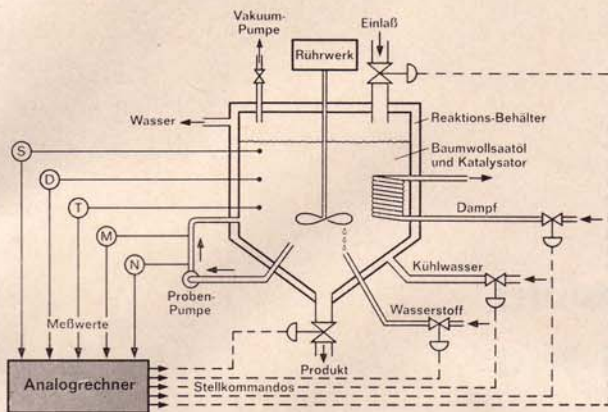 Vakuum-
Pumpe
Einlaß
Rührwerk
Wasser
Reaktions-Behälter
S
Baumwollsaatöl
und Katalysator
D
T
Dampf
M
N
Kühlwasser
Proben-
Pumpe
Wasserstoff
Meßwerte
Produkt
Analogrechner
Stellkommandos